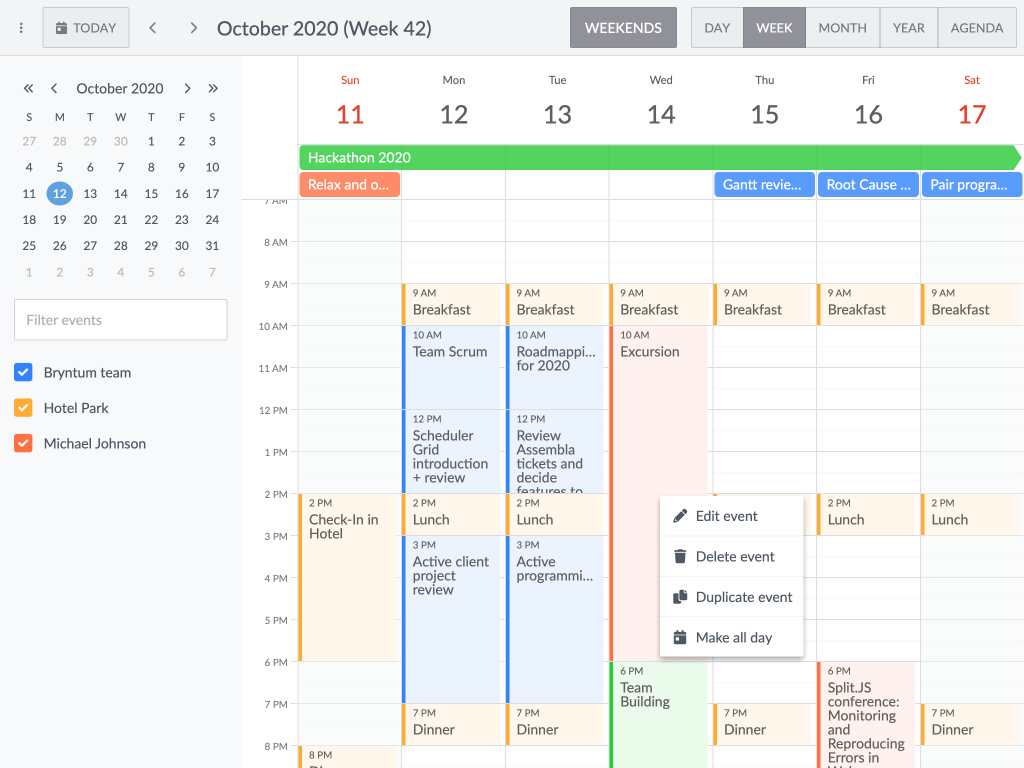 TODAY
October 2020 (Week 42)
WEEKENDS
DAY
WEEK
MONTH
YEAR
AGENDA
October 2020
S M T W T F S
27 28 29 30 1 2 3
4 5 6 7 8 9 10
11 12 13 14 15 16 17
18 19 20 21 22 23 24
25 26 27 28 29 30 31
1 2 3 4 5 6 7
Filter events
Bryntum team
Hotel Park
Michael Johnson
Sun Mon Tue Wed Thu Fri Sat
11 12 13 14 15 16 17
Hackathon 2020
Relax and o...
Gantt revie...
Root Cause ...
Pair progra...
7 AM
8 AM
9 AM
10 AM
11 AM
12 PM
1 PM
2 PM
3 PM
4 PM
5 PM
6 PM
7 PM
8 PM
2 PM
Check-In in
Hotel
8 PM
9 AM
Breakfast
10 AM
Team Scrum
12 PM
Scheduler
Grid
introduction
+ review
2 PM
Lunch
3 PM
Active client
project
review
7 PM
Dinner
9 AM
Breakfast
10 AM
Roadmappi...
for 2020
12 PM
Review
Assembla
tickets and
decide
features to
2 PM
Lunch
3 PM
Active
programmi...
7 PM
Dinner
9 AM
Breakfast
10 AM
Excursion
6 PM
Team
Building
9 AM
Breakfast
7 PM
Dinner
Edit event
Delete event
Duplicate event
Make all day
9 AM
Breakfast
2 PM
Lunch
6 PM
Split.JS
conference:
Monitoring
and
Reproducing
Errors in
9 AM
Breakfast
2 PM
Lunch
7 PM
Dinner